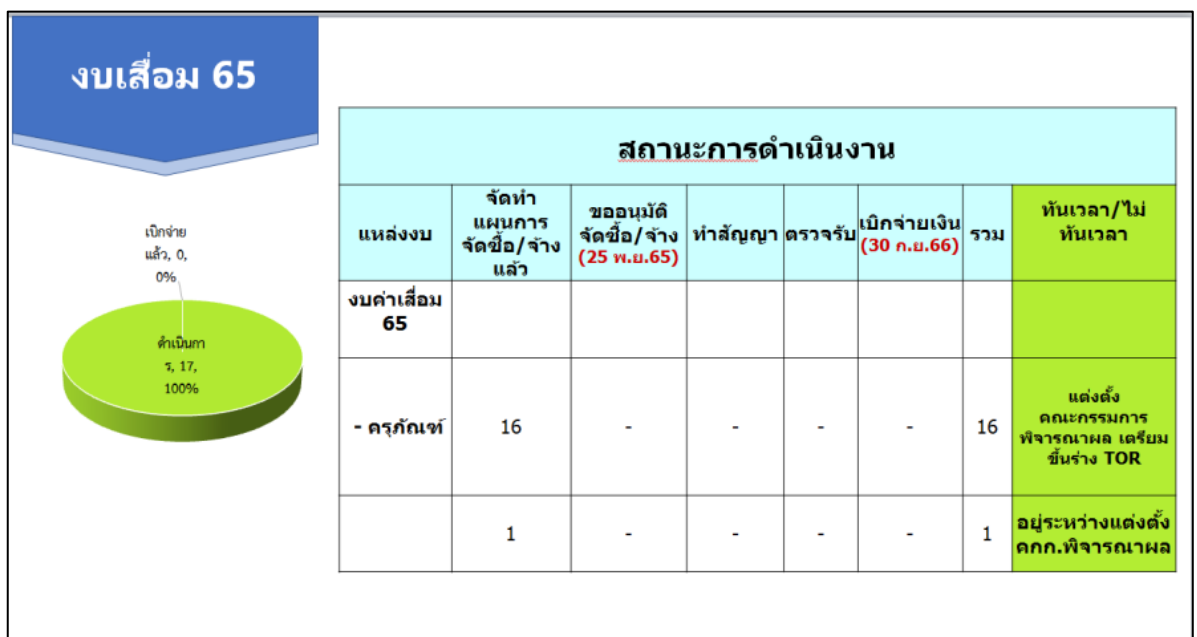 งบเสื่อม 65
สถานะการดำเนินงาน
แหล่งงบ
จัดทำ
แผนการ
จัดซื้อ/จ้าง
แล้ว
ขออนุมัติ
จัดซื้อ/จ้าง
(25 พ.ย.65)
ทำสัญญา
ตรวจรับ
เบิกจ่ายเงิน
(30 ก.ย.66)
รวม
ทันเวลา/ไม่
ทันเวลา
งบค่าเสื่อม
65
- ครุภัณฑ์
16
-
-
-
-
16
แต่งตั้ง
คณะกรรมการ
พิจารณาผล เตรียม
ขึ้นร่าง TOR
1
-
-
-
-
1
อยู่ระหว่างแต่งตั้ง
คกก.พิจารณาผล
เบิกจ่าย
แล้ว, 0,
0%
ดำเนินกา
ร, 17,
100%